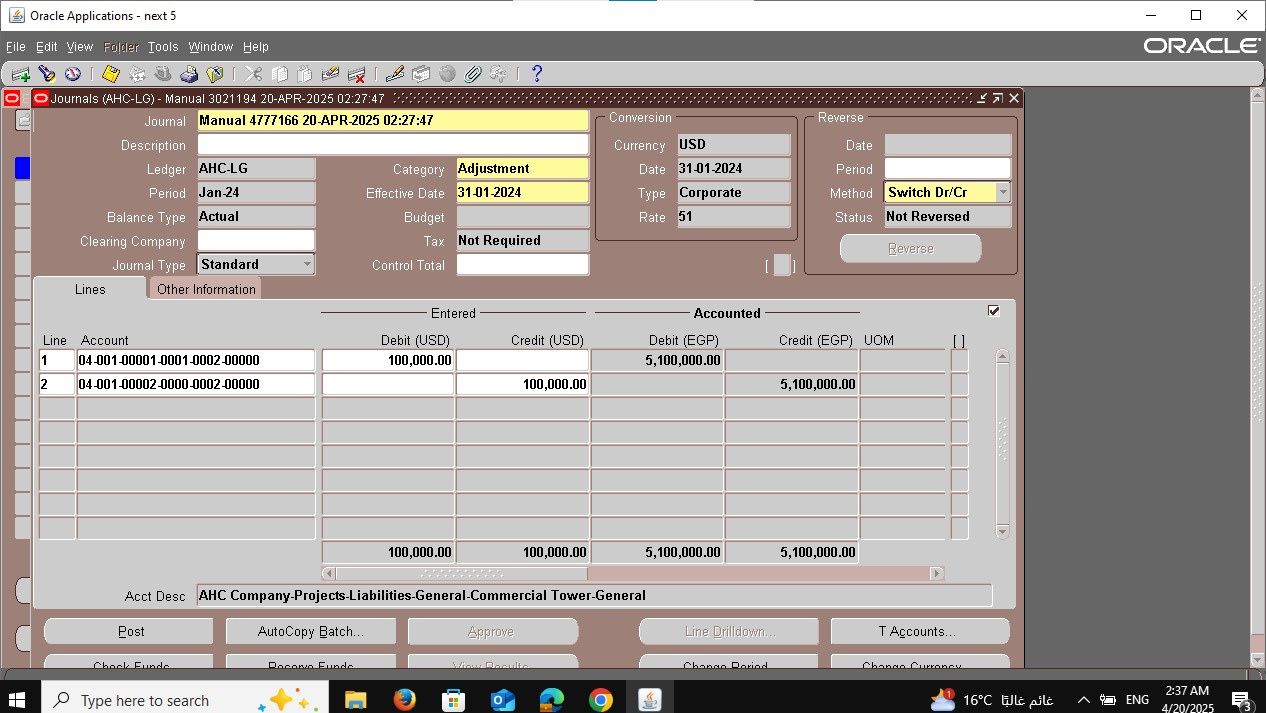 Oracle Applications - next 5
File Edit View Folder Tools Window Help
ORACLE
Journals (AHC-LG) - Manual 3021194 20-APR-2025 02:27:47
Journal Manual 4777166 20-APR-2025 02:27:47
Description
Ledger AHC-LG Category Adjustment
Period Jan-24 Effective Date 31-01-2024
Balance Type Actual Budget
Clearing Company Tax Not Required
Journal Type Standard Control Total
Conversion
Currency USD
Date 31-01-2024
Type Corporate
Rate 51
[ ]
Reverse
Date
Period
Method Switch Dr/Cr
Status Not Reversed
Reverse
Lines Other Information
Entered Accounted
Line Account Debit (USD) Credit (USD) Debit (EGP) Credit (EGP) UOM [ ]
1 04-001-00001-0001-0002-00000 100,000.00 5,100,000.00
2 04-001-00002-0000-0002-00000 100,000.00 5,100,000.00
100,000.00 100,000.00 5,100,000.00 5,100,000.00
Acct Desc AHC Company-Projects-Liabilities-General-Commercial Tower-General
Post AutoCopy Batch... Approve Line Drilldown... T Accounts...
Check Funds Reserve Funds View Results Change Period... Change Currency...
Type here to search
1
16°C غائم غالبًا
ENG
2:37 AM
4/20/2025
3